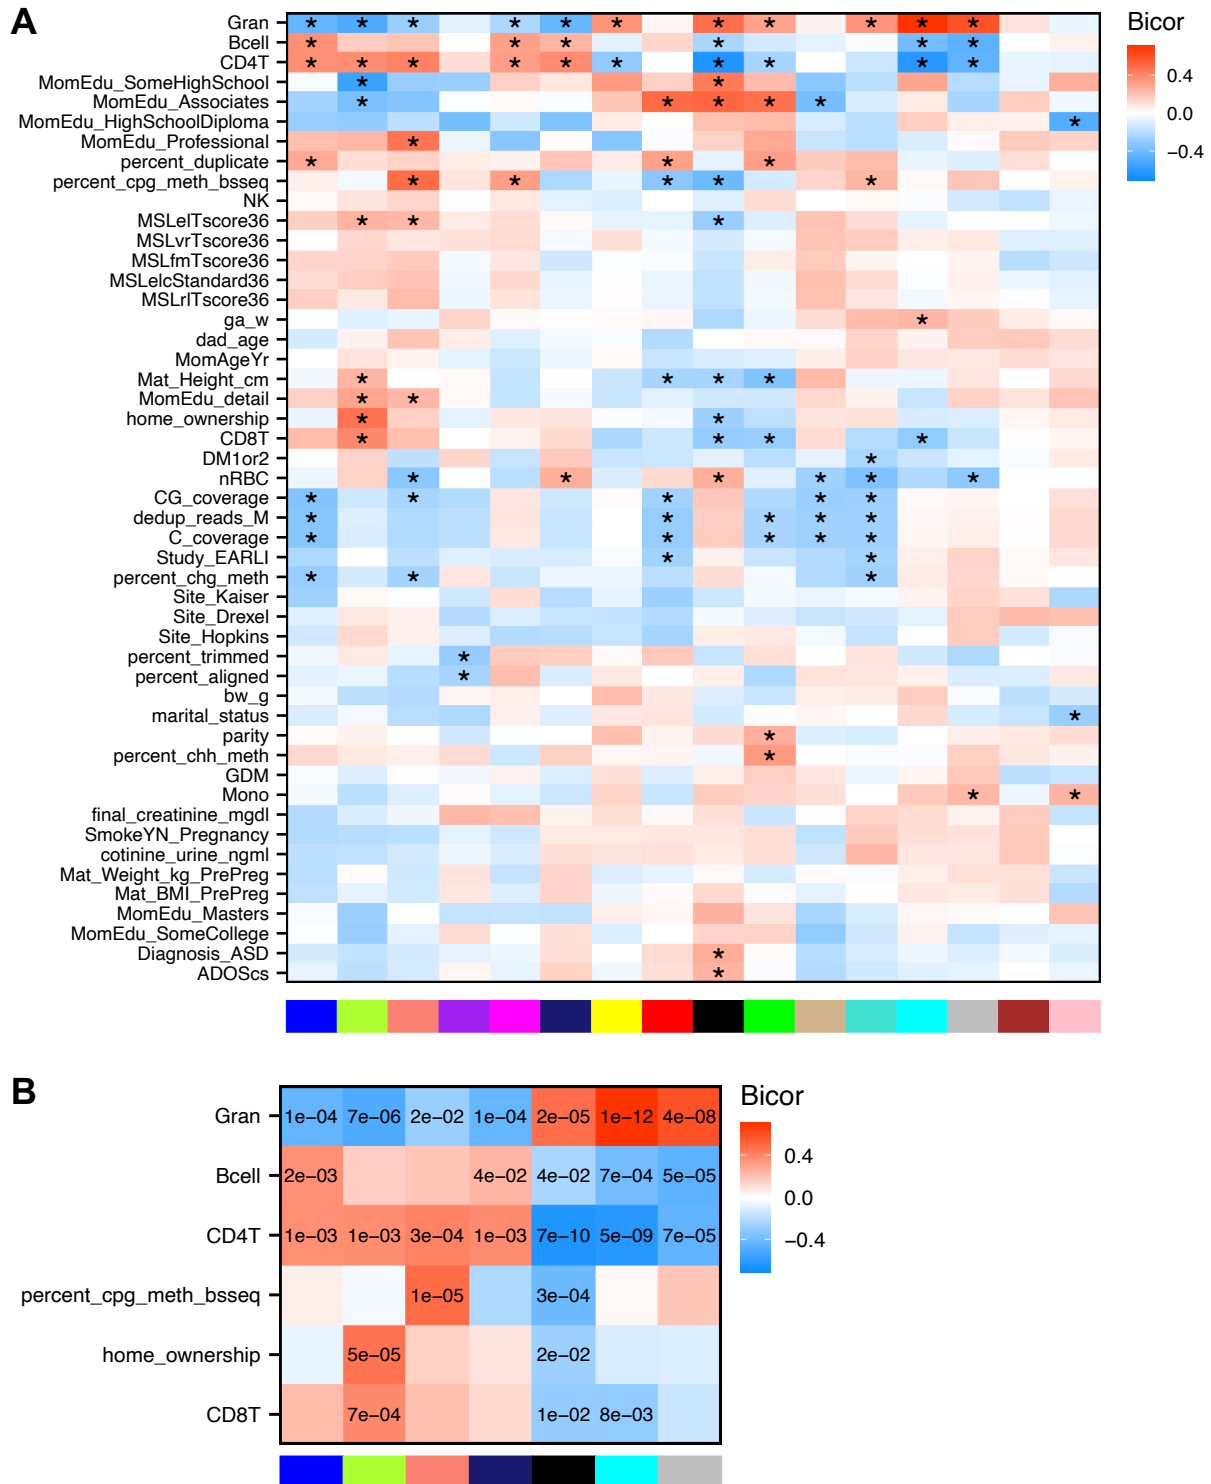 A
Bicor
Gran * * * * * * * * * * * *
Bcell * * * * * *
CD4T * * * * * * * * * *
0.4
MomEdu_SomeHighSchool * *
MomEdu_Associates * * * * *
0.0
MomEdu_HighSchoolDiploma *
MomEdu_Professional *
−0.4
percent_duplicate * * *
percent_cpg_meth_bsseq * * * * *
NK
MSLelTscore36 * * *
MSLvrTscore36
MSLfmTscore36
MSLelcStandard36
MSLrlTscore36
ga_w *
dad_age
MomAgeYr
Mat_Height_cm * * * *
MomEdu_detail * *
home_ownership * *
CD8T * * * *
DM1or2 *
nRBC * * * * * *
CG_coverage * * * * *
dedup_reads_M * * * * *
C_coverage * * * * *
Study_EARLI * *
percent_chg_meth * * *
Site_Kaiser
Site_Drexel
Site_Hopkins
percent_trimmed *
percent_aligned *
bw_g
marital_status *
parity *
percent_chh_meth *
GDM
Mono * *
final_creatinine_mgdl
SmokeYN_Pregnancy
cotinine_urine_ngml
Mat_Weight_kg_PrePreg
Mat_BMI_PrePreg
MomEdu_Masters
MomEdu_SomeCollege
Diagnosis_ASD *
ADOScs *
B
Bicor
Gran 1e−04 7e−06 2e−02 1e−04 2e−05 1e−12 4e−08
0.4
Bcell 2e−03 4e−02 4e−02 7e−04 5e−05
0.0
CD4T 1e−03 1e−03 3e−04 1e−03 7e−10 5e−09 7e−05
−0.4
percent_cpg_meth_bsseq 1e−05 3e−04
home_ownership 5e−05 2e−02
CD8T 7e−04 1e−02 8e−03